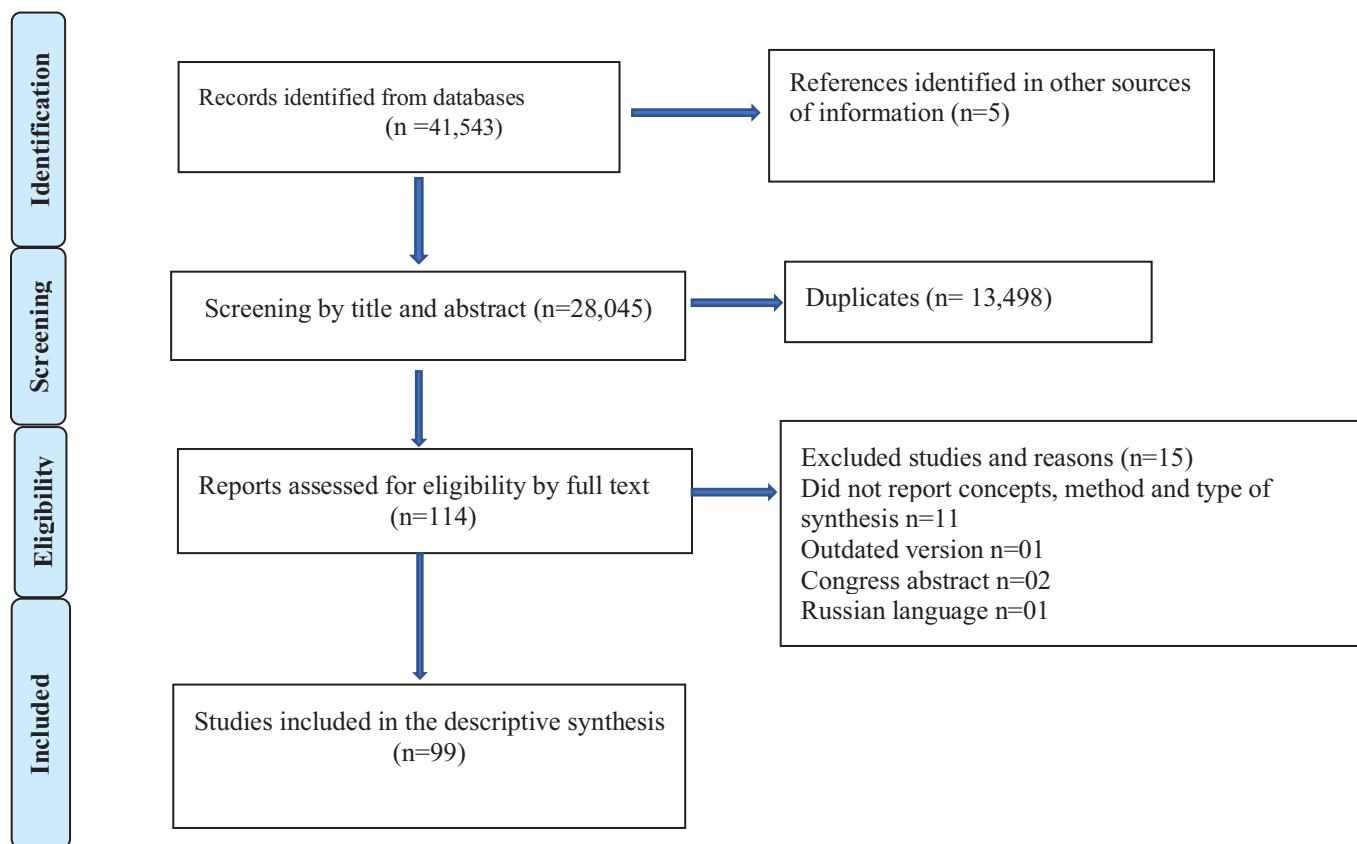 Identification
Records identified from databases
(n =41,543)
References identified in other sources
of information (n=5)
Screening
Screening by title and abstract (n=28,045)
Duplicates (n= 13,498)
Eligibility
Reports assessed for eligibility by full text
(n=114)
Excluded studies and reasons (n=15)
Did not report concepts, method and type of
synthesis n=11
Outdated version n=01
Congress abstract n=02
Russian language n=01
Included
Studies included in the descriptive synthesis
(n=99)